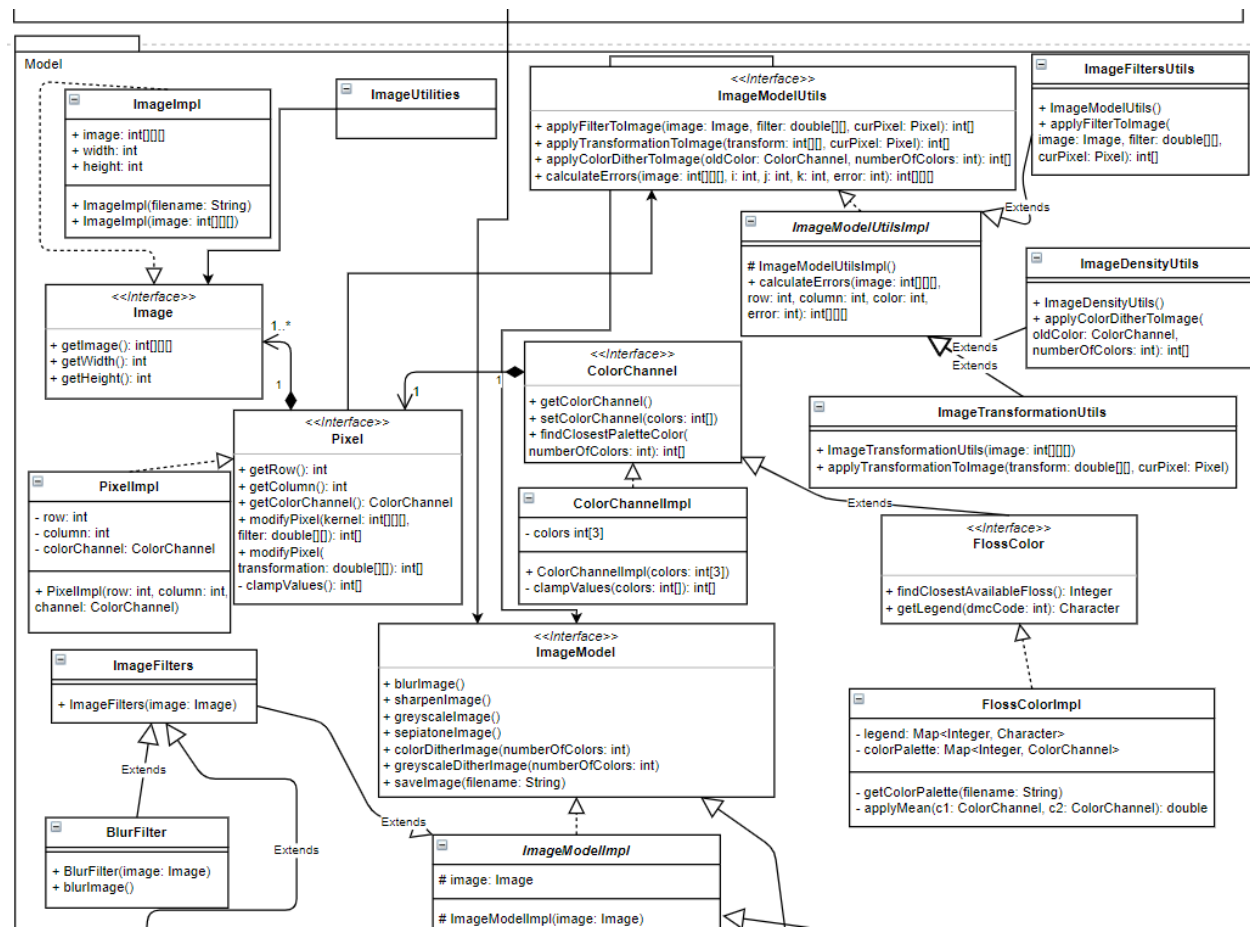 Model
ImageImpl
+ image: int[][][]
+ width: int
+ height: int
+ ImageImpl(filename: String)
+ ImageImpl(image: int[][][])
ImageUtilities
<<Interface>>
ImageModelUtils
+ applyFilterToImage(image: Image, filter: double[][], curPixel: Pixel): int[]
+ applyTransformationToImage(transform: int[][], curPixel: Pixel): int[]
+ applyColorDitherToImage(oldColor: ColorChannel, numberOfColors: int): int[]
+ calculateErrors(image: int[][][], i: int, j: int, k: int, error: int): int[][][]
ImageFiltersUtils
+ ImageModelUtils()
+ applyFilterToImage(
image: Image, filter: double[][],
curPixel: Pixel): int[]
Extends
ImageModelUtilsImpl
# ImageModelUtilsImpl()
+ calculateErrors(image: int[][][],
row: int, column: int, color: int,
error: int): int[][][]
ImageDensityUtils
+ ImageDensityUtils()
+ applyColorDitherToImage(
oldColor: ColorChannel,
numberOfColors: int): int[]
Extends
Extends
<<Interface>>
Image
+ getImage(): int[][][]
+ getWidth(): int
+ getHeight(): int
1..*
1
<<Interface>>
ColorChannel
+ getColorChannel()
+ setColorChannel(colors: int[])
+ findClosestPaletteColor(
numberOfColors: int): int[]
1
1
ImageTransformationUtils
+ ImageTransformationUtils(image: int[][][])
+ applyTransformationToImage(transform: double[][], curPixel: Pixel)
<<Interface>>
Pixel
+ getRow(): int
+ getColumn(): int
+ getColorChannel(): ColorChannel
+ modifyPixel(kernel: int[][][],
filter: double[][]): int[]
+ modifyPixel(
transformation: double[][]): int[]
- clampValues(): int[]
PixelImpl
- row: int
- column: int
- colorChannel: ColorChannel
+ PixelImpl(row: int, column: int,
channel: ColorChannel)
ColorChannelImpl
- colors int[3]
+ ColorChannelImpl(colors: int[3])
- clampValues(colors: int[]): int[]
Extends
<<Interface>>
FlossColor
+ findClosestAvailableFloss(): Integer
+ getLegend(dmcCode: int): Character
<<Interface>>
ImageModel
+ blurImage()
+ sharpenImage()
+ greyscaleImage()
+ sepiatoneImage()
+ colorDitherImage(numberOfColors: int)
+ greyscaleDitherImage(numberOfColors: int)
+ saveImage(filename: String)
ImageFilters
+ ImageFilters(image: Image)
FlossColorImpl
- legend: Map<Integer, Character>
- colorPalette: Map<Integer, ColorChannel>
- getColorPalette(filename: String)
- applyMean(c1: ColorChannel, c2: ColorChannel): double
Extends
Extends
Extends
BlurFilter
+ BlurFilter(image: Image)
+ blurImage()
ImageModelImpl
# image: Image
# ImageModelImpl(image: Image)